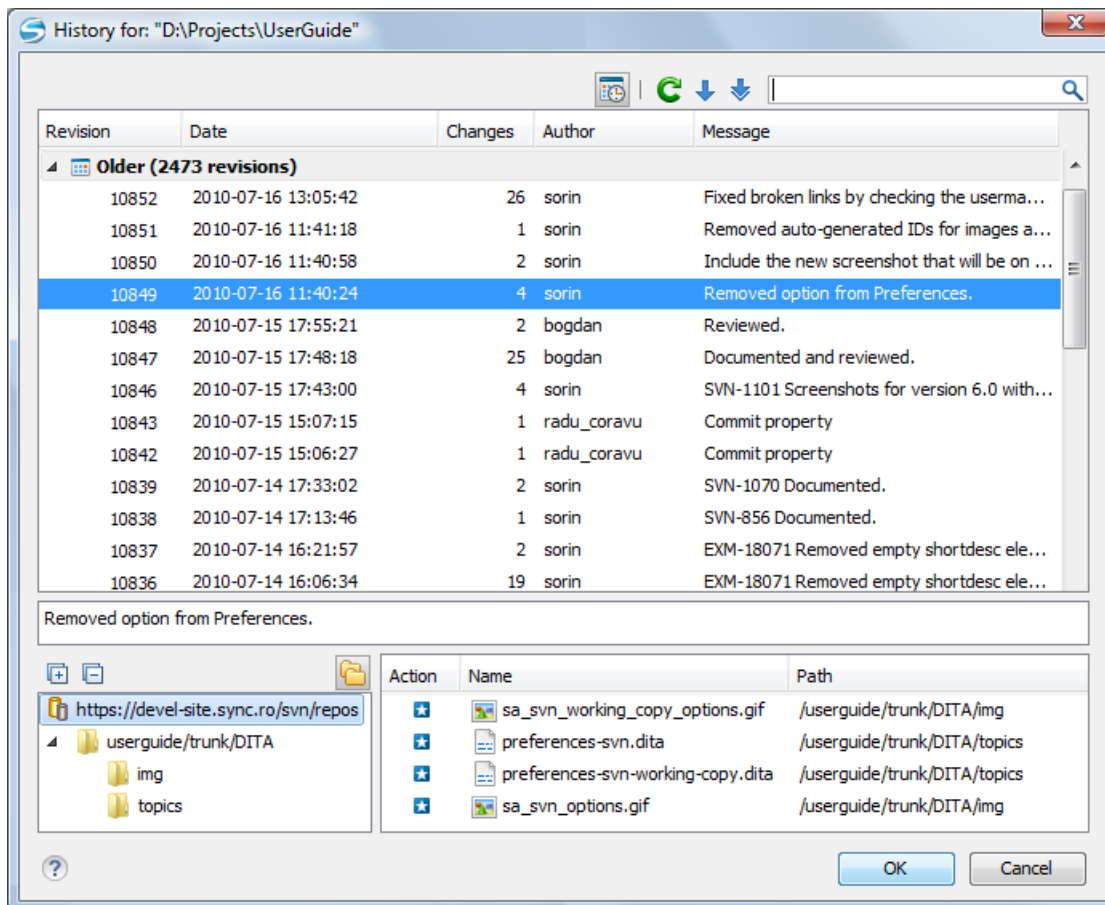 History for: "D:\Projects\UserGuide"
Revision Date Changes Author Message
Older (2473 revisions)
10852 2010-07-16 13:05:42 26 sorin Fixed broken links by checking the userma...
10851 2010-07-16 11:41:18 1 sorin Removed auto-generated IDs for images a...
10850 2010-07-16 11:40:58 2 sorin Include the new screenshot that will be on ...
10849 2010-07-16 11:40:24 4 sorin Removed option from Preferences.
10848 2010-07-15 17:55:21 2 bogdan Reviewed.
10847 2010-07-15 17:48:18 25 bogdan Documented and reviewed.
10846 2010-07-15 17:43:00 4 sorin SVN-1101 Screenshots for version 6.0 with...
10843 2010-07-15 15:07:15 1 radu_coravu Commit property
10842 2010-07-15 15:06:27 1 radu_coravu Commit property
10839 2010-07-14 17:33:02 2 sorin SVN-1070 Documented.
10838 2010-07-14 17:13:46 1 sorin SVN-856 Documented.
10837 2010-07-14 16:21:57 2 sorin EXM-18071 Removed empty shortdesc ele...
10836 2010-07-14 16:06:34 19 sorin EXM-18071 Removed empty shortdesc ele...
Removed option from Preferences.
https://devel-site.sync.ro/svn/repos
userguide/trunk/DITA
img
topics
Action Name Path
sa_svn_working_copy_options.gif /userguide/trunk/DITA/img
preferences-svn.dita /userguide/trunk/DITA/topics
preferences-svn-working-copy.dita /userguide/trunk/DITA/topics
sa_svn_options.gif /userguide/trunk/DITA/img
OK Cancel